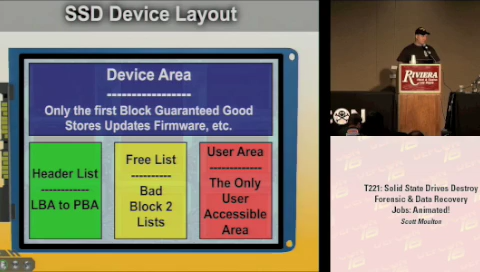 SSD Device Layout
Device Area
-----------------
Only the first Block Guaranteed Good
Stores Updates Firmware, etc.
Header List
------------
LBA to PBA
Free List
----------
Bad
Block 2
Lists
User Area
-------------
The Only
User
Accessible
Area
RIVIERA
T221: Solid State Drives Destroy
Forensic & Data Recovery
Jobs: Animated!
Scott Moulton